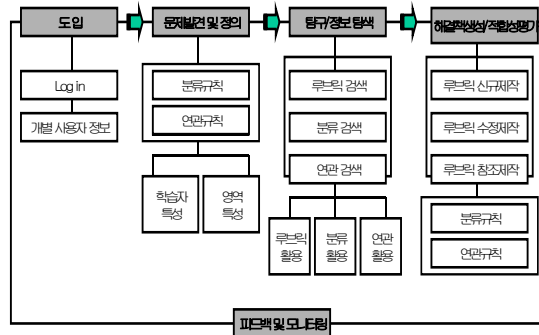 도입
문제발견 및 정의
탐구/정보 탐색
해결책생성/적합성평가
Log in
개별 사용자 정보
분류규칙
연관규칙
학습자
특성
영역
특성
루브릭 검색
분류 검색
연관 검색
루브릭
활용
분류
활용
연관
활용
루브릭 신규제작
루브릭 수정제작
루브릭 참조제작
분류규칙
연관규칙
피드백 및 모니터링